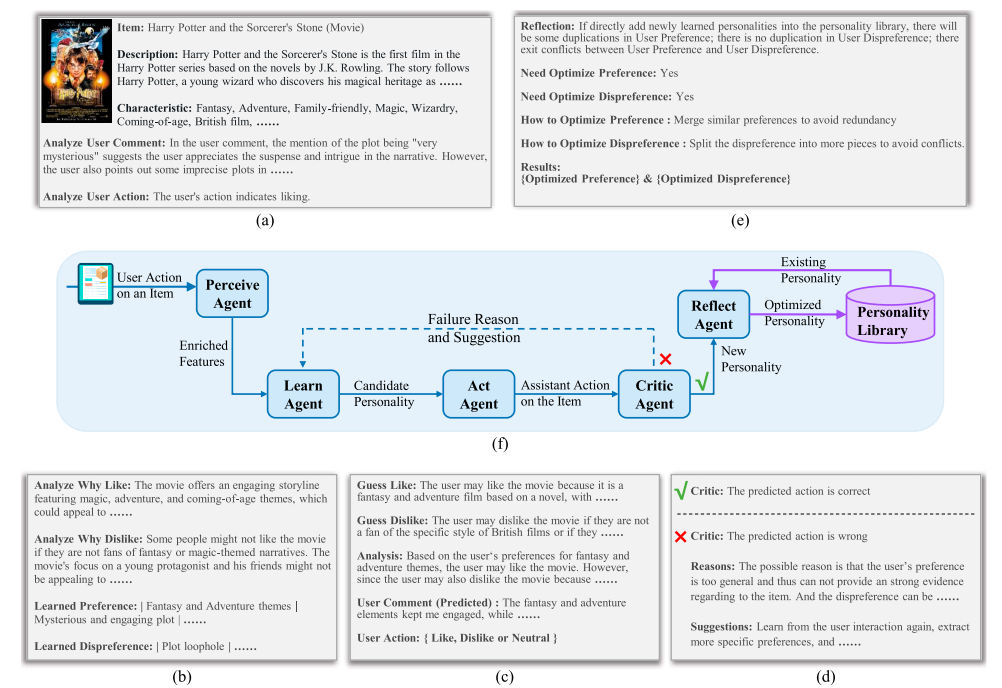 Item: Harry Potter and the Sorcerer's Stone (Movie)
Description: Harry Potter and the Sorcerer's Stone is the first film in the
Harry Potter series based on the novels by J.K. Rowling. The story follows
Harry Potter, a young wizard who discovers his magical heritage as ......
Characteristic: Fantasy, Adventure, Family-friendly, Magic, Wizardry,
Coming-of-age, British film, ......
Analyze User Comment: In the user comment, the mention of the plot being "very
mysterious" suggests the user appreciates the suspense and intrigue in the narrative. However,
the user also points out some imprecise plots in ......
Analyze User Action: The user's action indicates liking.
(a)
Reflection: If directly add newly learned personalities into the personality library, there will
be some duplications in User Preference; there is no duplication in User Dispreference; there
exit conflicts between User Preference and User Dispreference.
Need Optimize Preference: Yes
Need Optimize Dispreference: Yes
How to Optimize Preference : Merge similar preferences to avoid redundancy
How to Optimize Dispreference : Split the dispreference into more pieces to avoid conflicts.
Results:
{Optimized Preference} & {Optimized Dispreference}
(e)
User Action
on an Item
Perceive
Agent
Enriched
Features
Learn
Agent
Candidate
Personality
Act
Agent
Assistant Action
on the Item
Critic
Agent
Failure Reason
and Suggestion
New
Personality
Reflect
Agent
Existing
Personality
Optimized
Personality
Personality
Library
(f)
Analyze Why Like: The movie offers an engaging storyline
featuring magic, adventure, and coming-of-age themes, which
could appeal to ......
Analyze Why Dislike: Some people might not like the movie
if they are not fans of fantasy or magic-themed narratives. The
movie's focus on a young protagonist and his friends might not
be appealing to ......
Learned Preference: | Fantasy and Adventure themes |
Mysterious and engaging plot | ......
Learned Dispreference: | Plot loophole | ......
(b)
Guess Like: The user may like the movie because it is a
fantasy and adventure film based on a novel, with ......
Guess Dislike: The user may dislike the movie if they are not
a fan of the specific style of British films or if they ......
Analysis: Based on the user's preferences for fantasy and
adventure themes, the user may like the movie. However,
since the user may also dislike the movie because ......
User Comment (Predicted) : The fantasy and adventure
elements kept me engaged, while ......
User Action: { Like, Dislike or Neutral }
(c)
Critic: The predicted action is correct
Critic: The predicted action is wrong
Reasons: The possible reason is that the user's preference
is too general and thus can not provide an strong evidence
regarding to the item. And the dispreference can be ......
Suggestions: Learn from the user interaction again, extract
more specific preferences, and ......
(d)